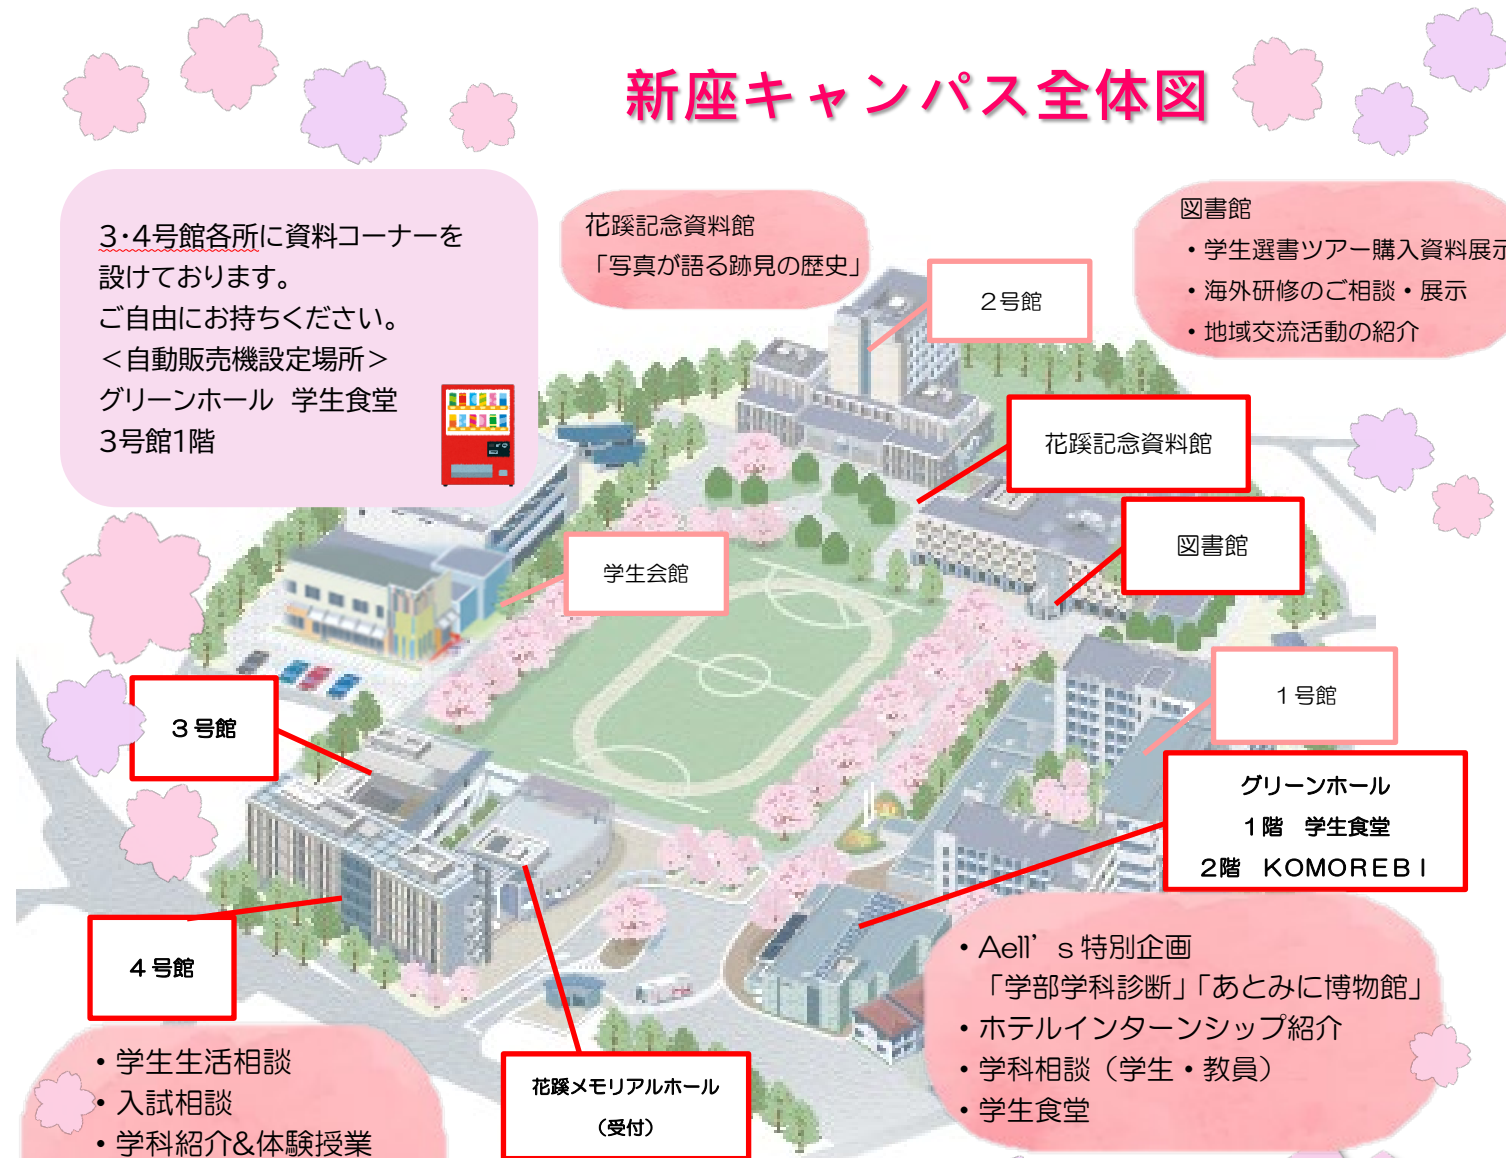 新座キャンパス全体図
3・4号館各所に資料コーナーを
設けております。
ご自由にお持ちください。
＜自動販売機設定場所＞
グリーンホール　学生食堂
3号館1階
花蹊記念資料館
「写真が語る跡見の歴史」
図書館
・学生選書ツアー購入資料展示
・海外研修のご相談・展示
・地域交流活動の紹介
2号館
花蹊記念資料館
図書館
学生会館
1号館
3号館
グリーンホール
1階　学生食堂
2階　KOMOREBI
4号館
・Aell’s特別企画
「学部学科診断」「あとみに博物館」
・ホテルインターンシップ紹介
・学科相談（学生・教員）
・学生食堂
・学生生活相談
・入試相談
・学科紹介&体験授業
花蹊メモリアルホール
（受付）